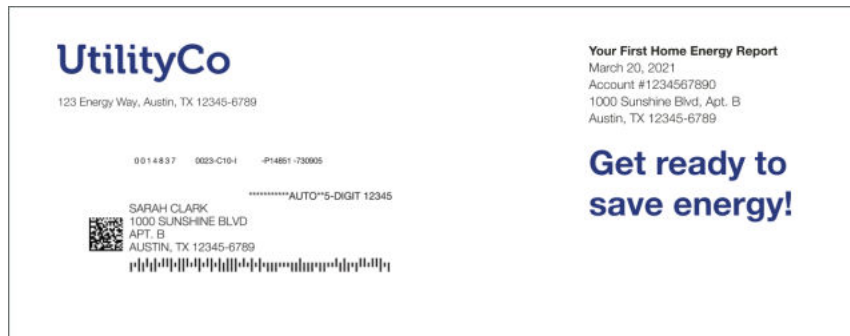 UtilityCo
123 Energy Way, Austin, TX 12345-6789
Your First Home Energy Report
March 20, 2021
Account #1234567890
1000 Sunshine Blvd, Apt. B
Austin, TX 12345-6789
Get ready to
save energy!
0014837 0023-C10-I -P14851 -730905
***********AUTO**5-DIGIT 12345
SARAH CLARK
1000 SUNSHINE BLVD
APT. B
AUSTIN, TX 12345-6789